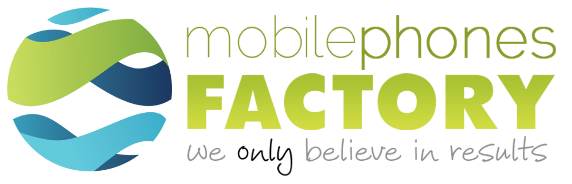 mobilephones
FACTORY
we only believe in results